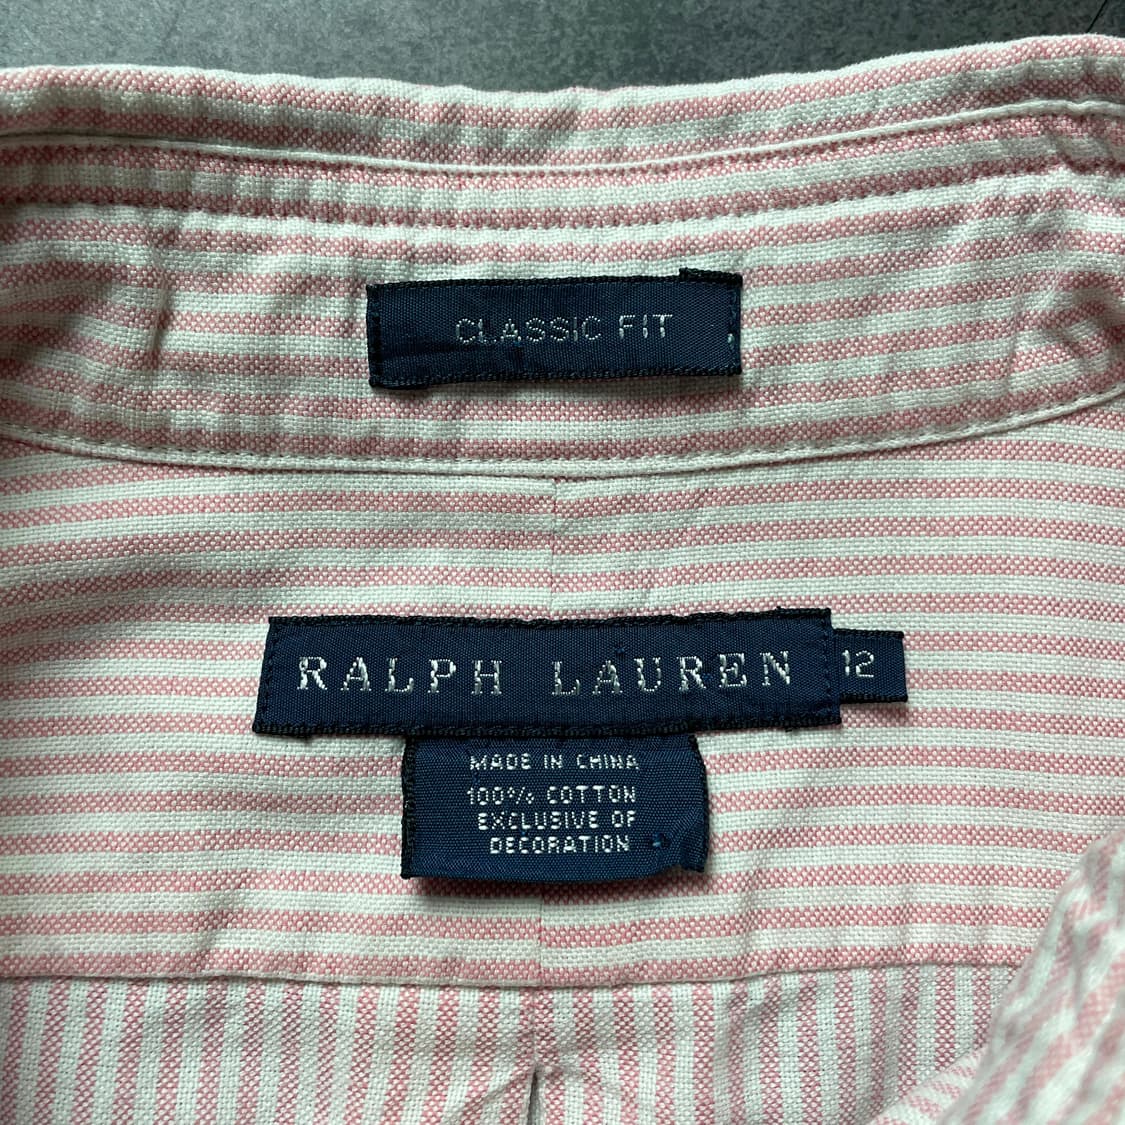 CLASSIC FIT
RALPH LAUREN
12
MADE IN CHINA
100% COTTON
EXCLUSIVE OF
DECORATION